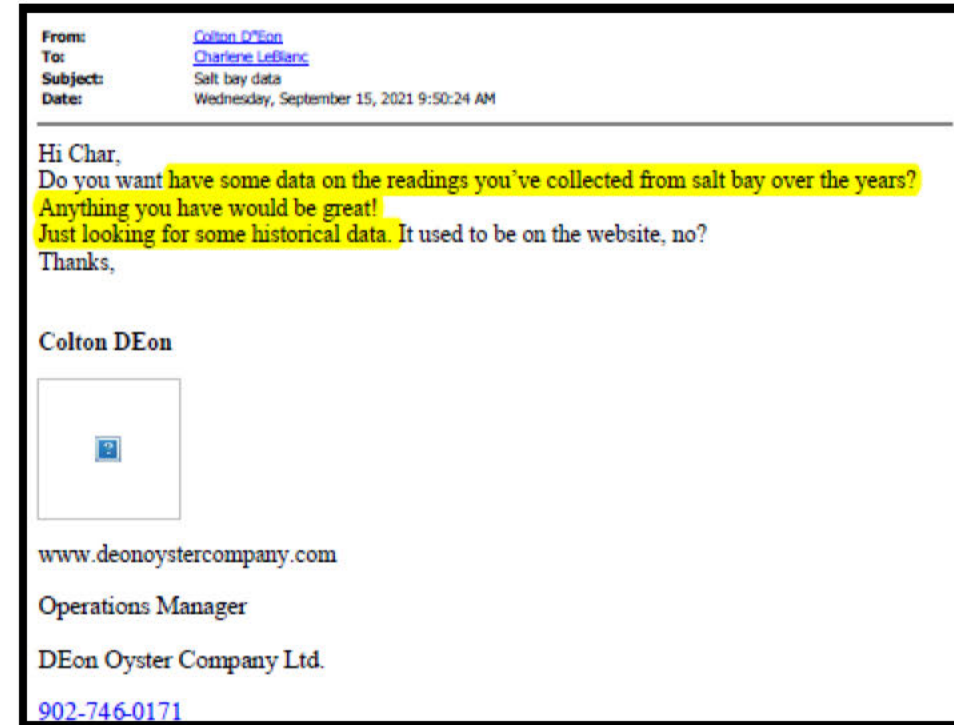 From: Colton D"Eon
To: Charlene LeBlanc
Subject: Salt bay data
Date: Wednesday, September 15, 2021 9:50:24 AM
Hi Char,
Do you want have some data on the readings you've collected from salt bay over the years?
Anything you have would be great!
Just looking for some historical data. It used to be on the website, no?
Thanks,
Colton DEon
?
www.deonoystercompany.com
Operations Manager
DEon Oyster Company Ltd.
902-746-0171